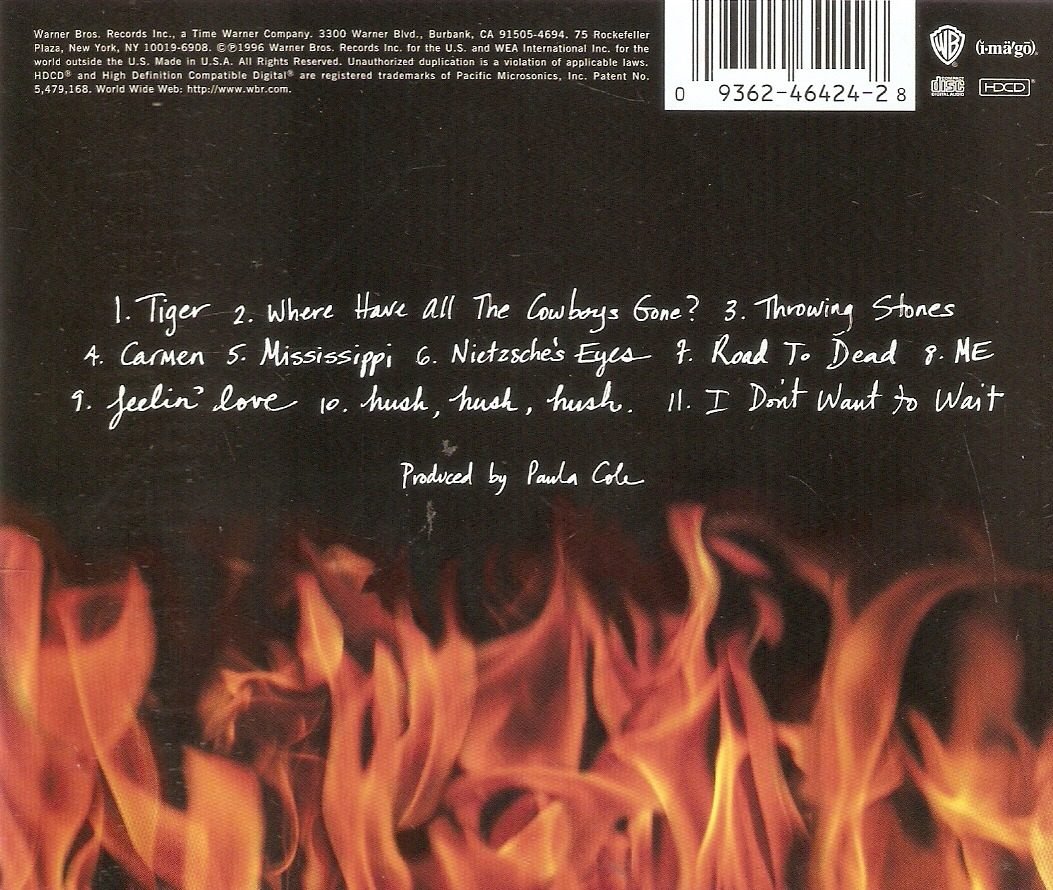 Warner Bros. Records Inc., a Time Warner Company. 3300 Warner Blvd., Burbank, CA 91505-4694. 75 Rockefeller
Plaza, New York, NY 10019-6908. ©℗1996 Warner Bros. Records Inc. for the U.S. and WEA International Inc. for the
world outside the U.S. Made in U.S.A. All Rights Reserved. Unauthorized duplication is a violation of applicable laws.
HDCD® and High Definition Compatible Digital® are registered trademarks of Pacific Microsonics, Inc. Patent No.
5,479,168. World Wide Web: http://www.wbr.com.
0 9362-46424-2 8
WB
(i·mä′gō).
COMPACT
disc
DIGITAL AUDIO
HDCD®
1. Tiger 2. Where Have All The Cowboys Gone? 3. Throwing Stones
4. Carmen 5. Mississippi 6. Nietzsche's Eyes 7. Road To Dead 8. ME
9. feelin' love 10. hush, hush, hush. 11. I Don't Want to Wait
Produced by Paula Cole